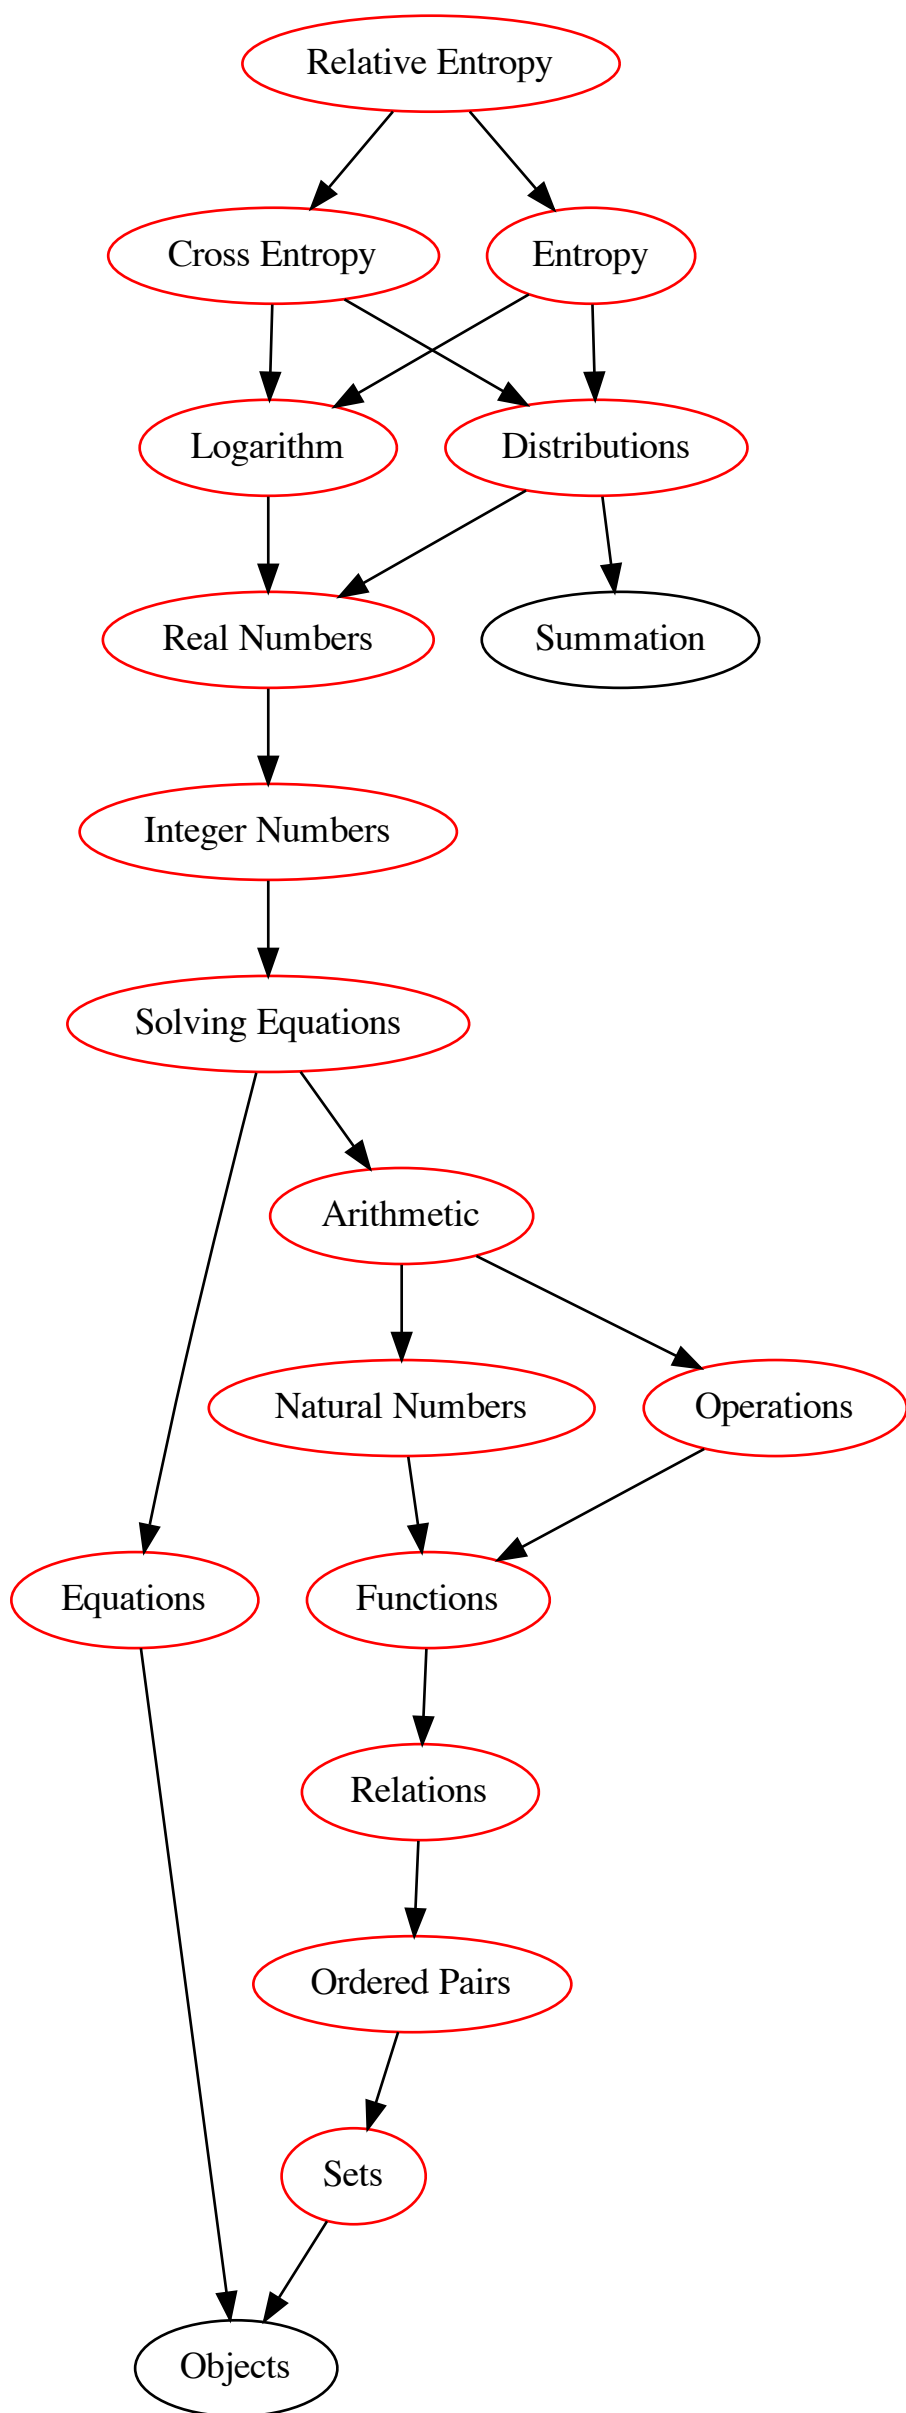 Relative Entropy
Cross Entropy
Entropy
Logarithm
Distributions
Real Numbers
Summation
Integer Numbers
Solving Equations
Arithmetic
Natural Numbers
Operations
Equations
Functions
Relations
Ordered Pairs
Sets
Objects